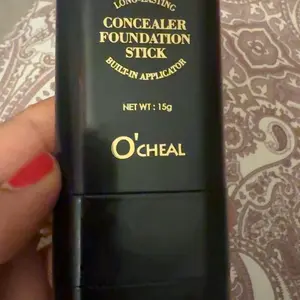 LONG-LASTING
CONCEALER
FOUNDATION
STICK
BUILT-IN APPLICATOR
NET WT : 15g
O'CHEAL